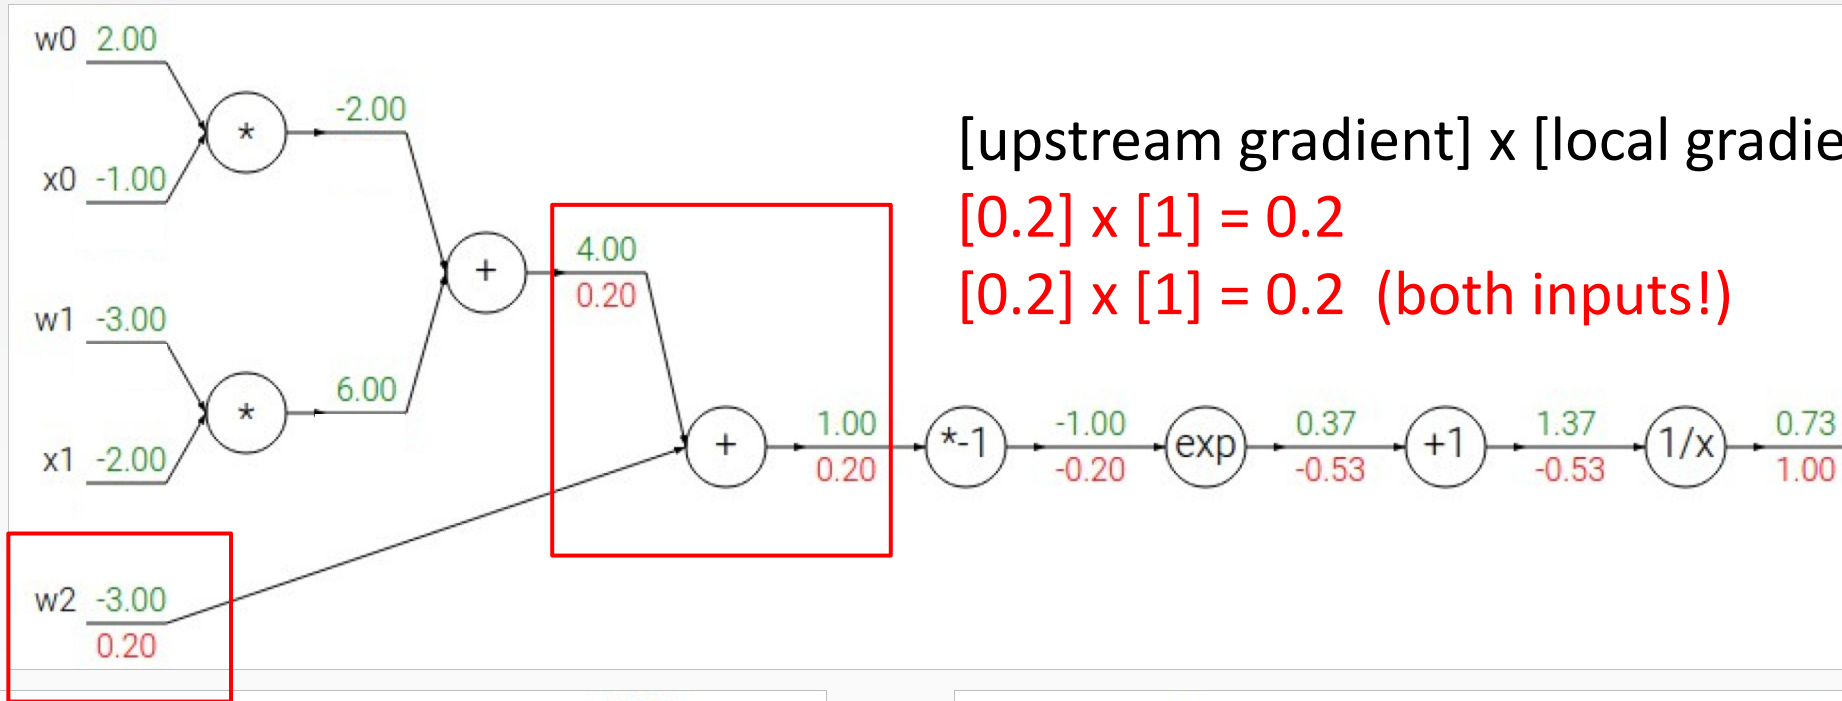 w0 2.00
-2.00
*
x0 -1.00
[upstream gradient] x [local gradie
[0.2] x [1] = 0.2
[0.2] x [1] = 0.2 (both inputs!)
4.00
+
0.20
w1 -3.00
6.00
*
x1 -2.00
1.00 -1.00 0.37 1.37 0.73
+ *-1 exp +1 1/x
0.20 -0.20 -0.53 -0.53 1.00
w2 -3.00
0.20